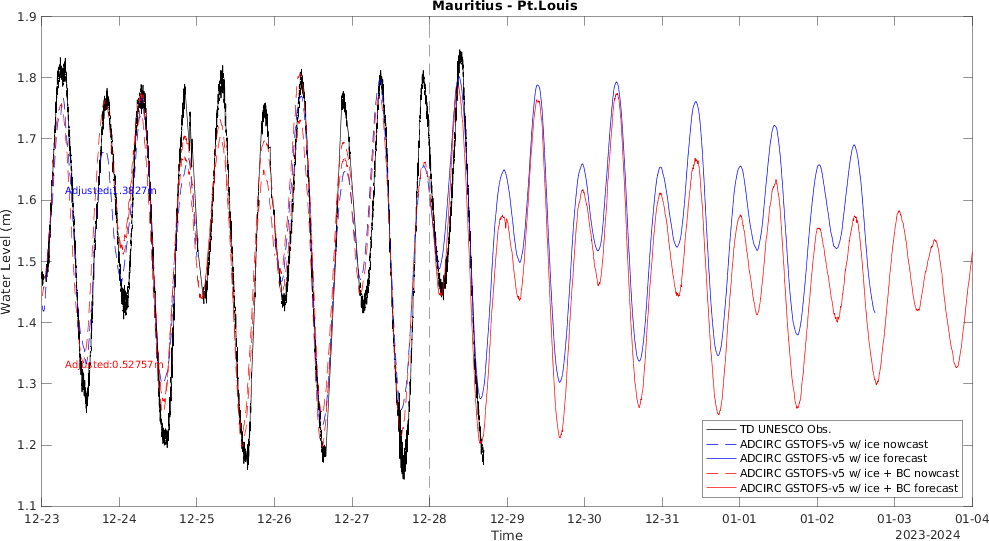 Mauritius - Pt.Louis
1.9
1.8
1.7
1.6
1.5
1.4
1.3
1.2
1.1
Water Level (m)
Adjusted:1.3827m
Adjusted:0.52757m
TD UNESCO Obs.
ADCIRC GSTOFS-v5 w/ ice nowcast
ADCIRC GSTOFS-v5 w/ ice forecast
ADCIRC GSTOFS-v5 w/ ice + BC nowcast
ADCIRC GSTOFS-v5 w/ ice + BC forecast
12-23 12-24 12-25 12-26 12-27 12-28 12-29 12-30 12-31 01-01 01-02 01-03 01-04
Time
2023-2024